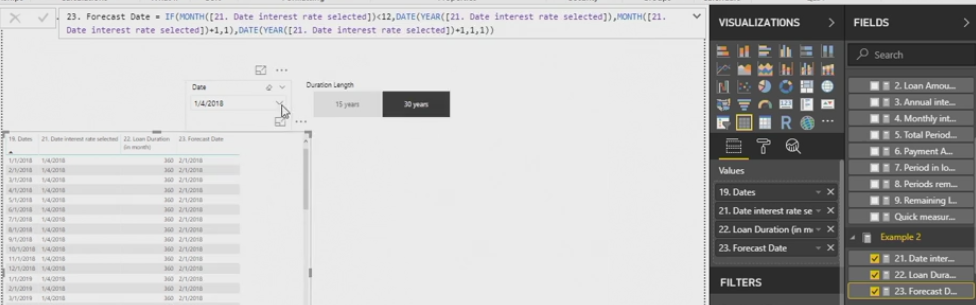 23. Forecast Date = IF(MONTH([21. Date interest rate selected])<12,DATE(YEAR([21. Date interest rate selected]),MONTH([21.
Date interest rate selected])+1,1),DATE(YEAR([21. Date interest rate selected])+1,1,1))
Date
1/4/2018
Duration Length
15 years 30 years
19. Dates 21. Date interest rate selected 22. Loan Duration (in month) 23. Forecast Date
1/1/2018 1/4/2018 360 2/1/2018
2/1/2018 1/4/2018 360 2/1/2018
3/1/2018 1/4/2018 360 2/1/2018
4/1/2018 1/4/2018 360 2/1/2018
5/1/2018 1/4/2018 360 2/1/2018
6/1/2018 1/4/2018 360 2/1/2018
7/1/2018 1/4/2018 360 2/1/2018
8/1/2018 1/4/2018 360 2/1/2018
9/1/2018 1/4/2018 360 2/1/2018
10/1/2018 1/4/2018 360 2/1/2018
11/1/2018 1/4/2018 360 2/1/2018
12/1/2018 1/4/2018 360 2/1/2018
1/1/2019 1/4/2018 360 2/1/2018
2/1/2019 1/4/2018 360 2/1/2018
3/1/2019 1/4/2018 360 2/1/2018
VISUALIZATIONS
R
Values
19. Dates
21. Date interest rate se
22. Loan Duration (in m
23. Forecast Date
FILTERS
FIELDS
Search
2. Loan Amou...
3. Annual inte...
4. Monthly int...
5. Total Period...
6. Payment A...
7. Period in lo...
8. Periods rem...
9. Remaining l...
Quick measur...
Example 2
21. Date inter...
22. Loan Dura...
23. Forecast D...